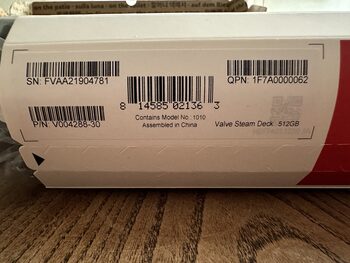 SN: FVAA21904781
QPN: 1F7A0000062
8 14585 02136 3
P/N V004288-30
Contains Model No :1010
Assembled in China
Valve Steam Deck 512GB